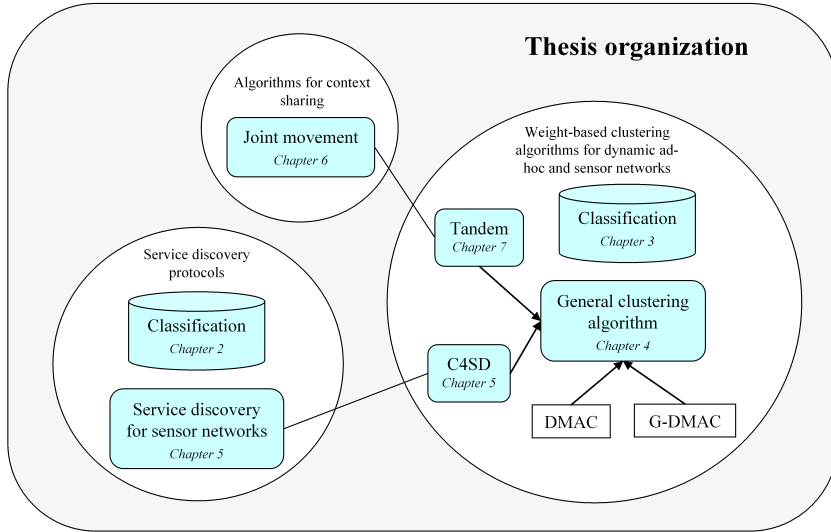 Thesis organization
Algorithms for context
sharing
Joint movement
Chapter 6
Weight-based clustering
algorithms for dynamic ad-
hoc and sensor networks
Classification
Chapter 3
Tandem
Chapter 7
General clustering
algorithm
Chapter 4
C4SD
Chapter 5
DMAC
G-DMAC
Service discovery
protocols
Classification
Chapter 2
Service discovery
for sensor networks
Chapter 5